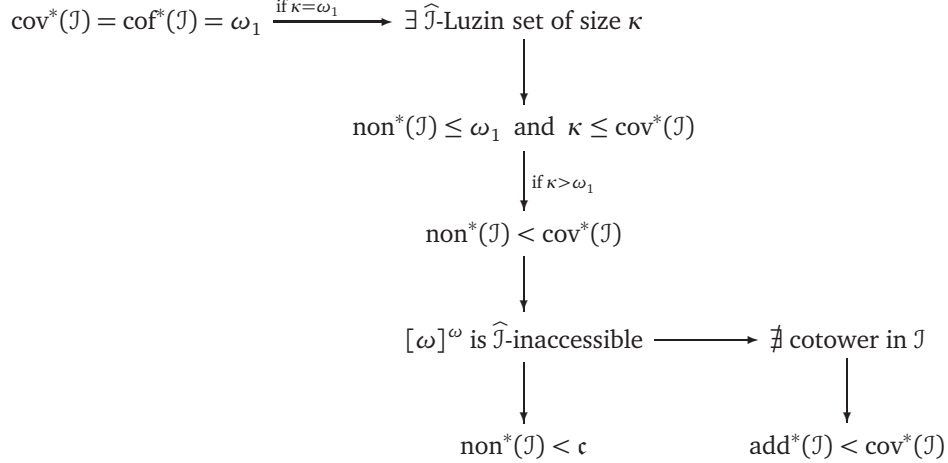 cov*(ℐ) = cof*(ℐ) = ω₁ if κ=ω₁ ∃ ℐ̂-Luzin set of size κ
non*(ℐ) ≤ ω₁ and κ ≤ cov*(ℐ)
if κ>ω₁
non*(ℐ) < cov*(ℐ)
[ω]^ω is ℐ̂-inaccessible ∄ cotower in ℐ
non*(ℐ) < 𝔠 add*(ℐ) < cov*(ℐ)